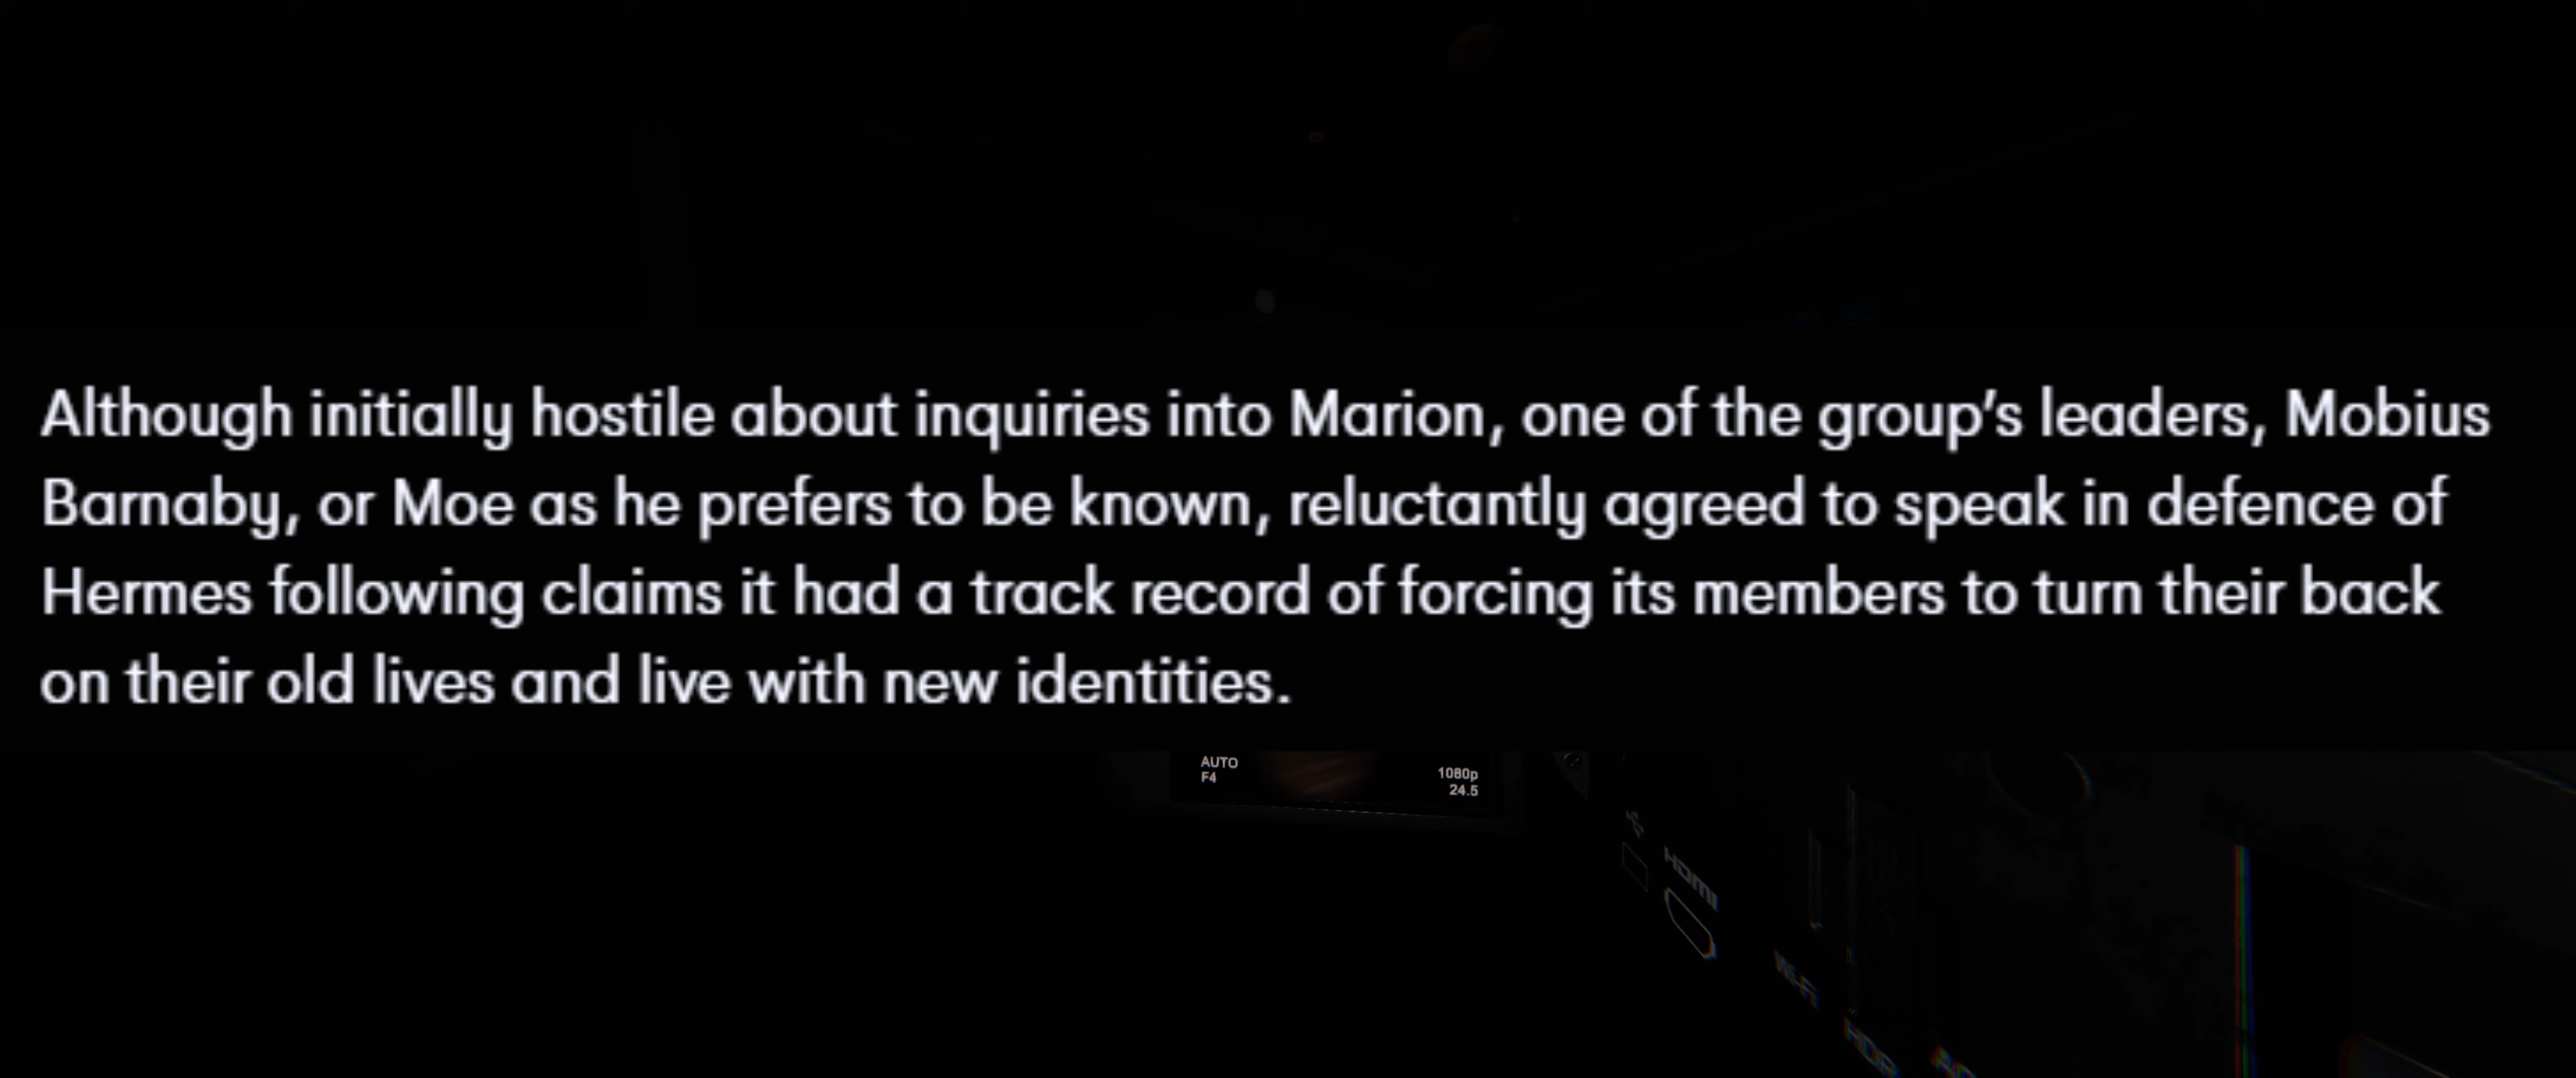 Although initially hostile about inquiries into Marion, one of the group’s leaders, Mobius
Barnaby, or Moe as he prefers to be known, reluctantly agreed to speak in defence of
Hermes following claims it had a track record of forcing its members to turn their back
on their old lives and live with new identities.
AUTO
F4
1080p
24.5
HDMI
Wi-Fi